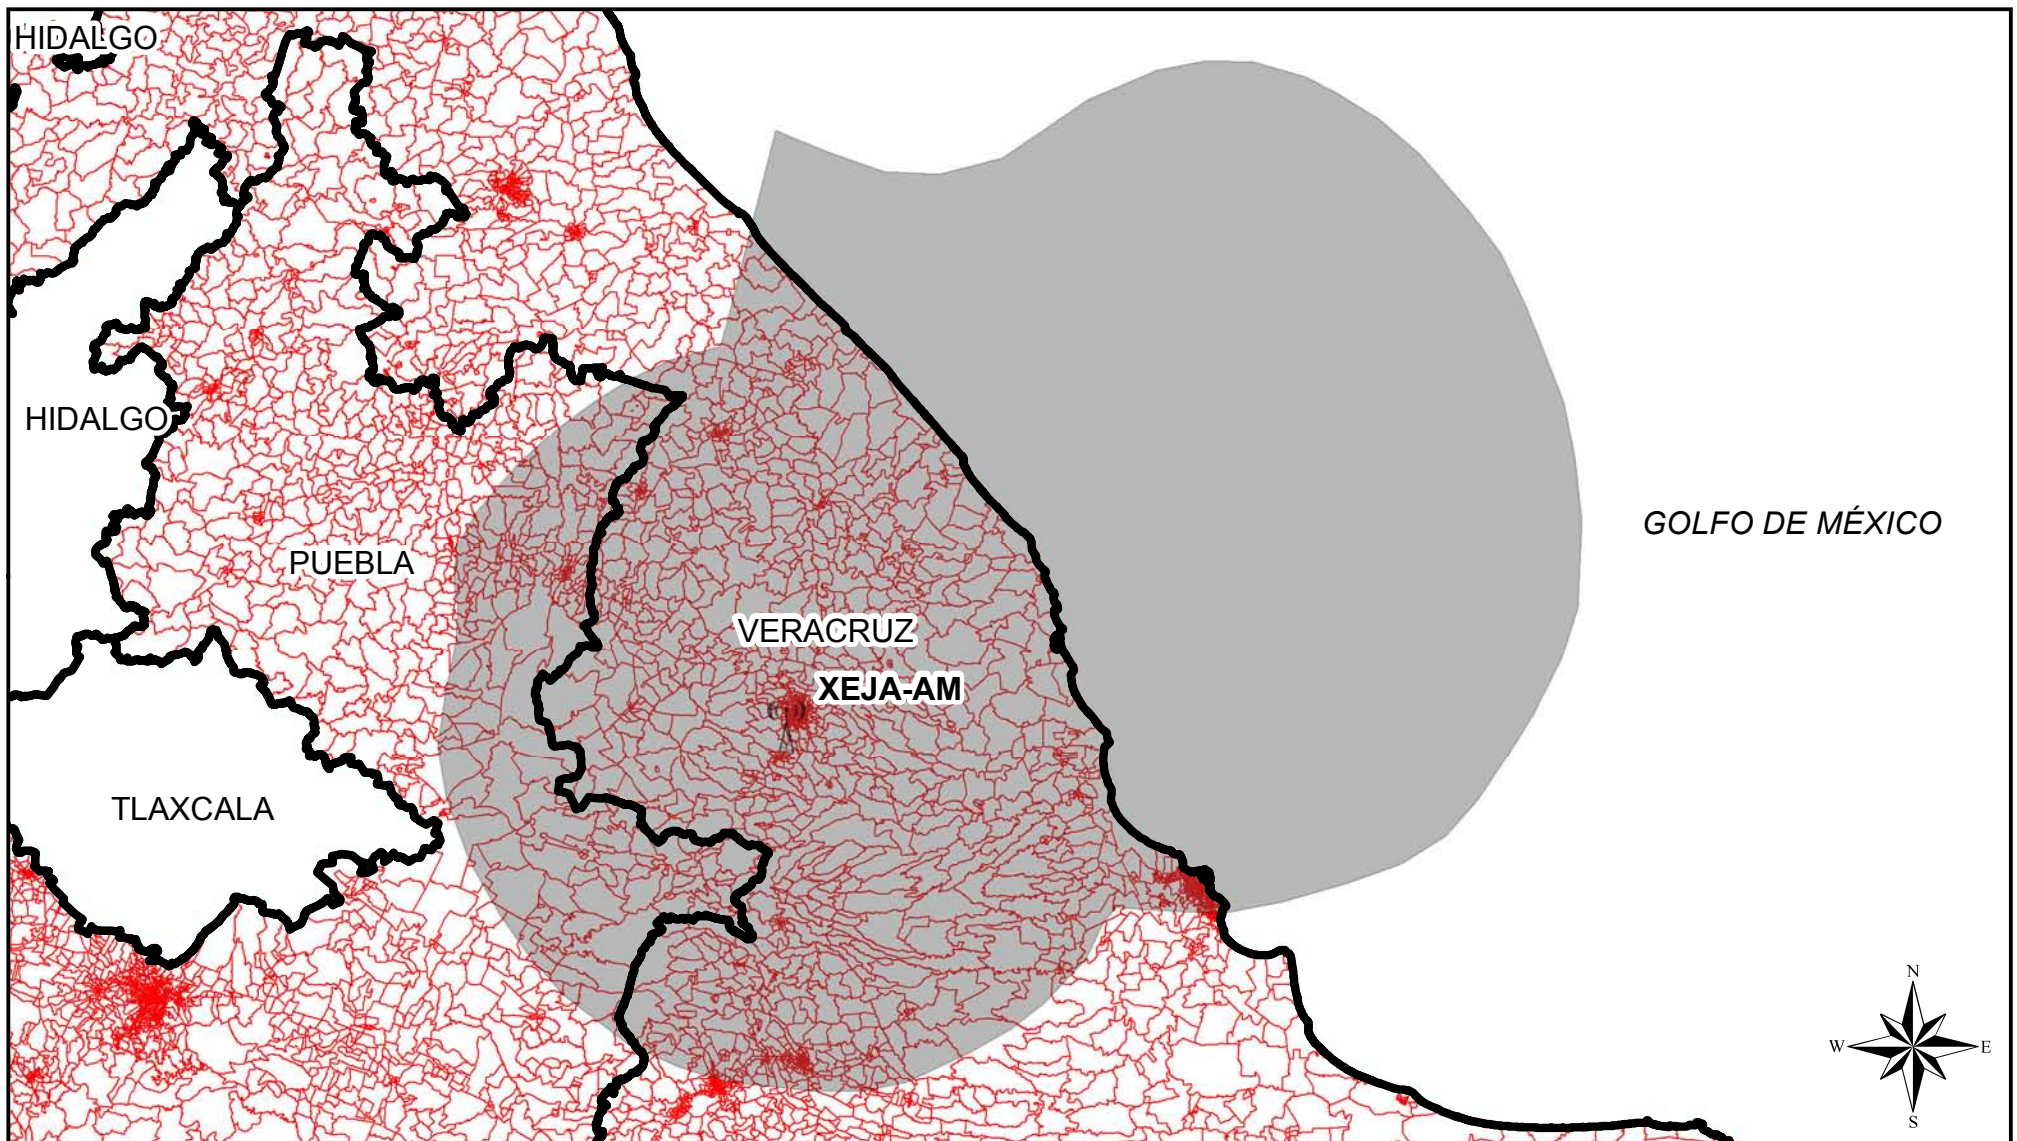 HIDALGO
HIDALGO
GOLFO DE MÉXICO
PUEBLA
VERACRUZ
XEJA-AM
TLAXCALA
N
W E
S